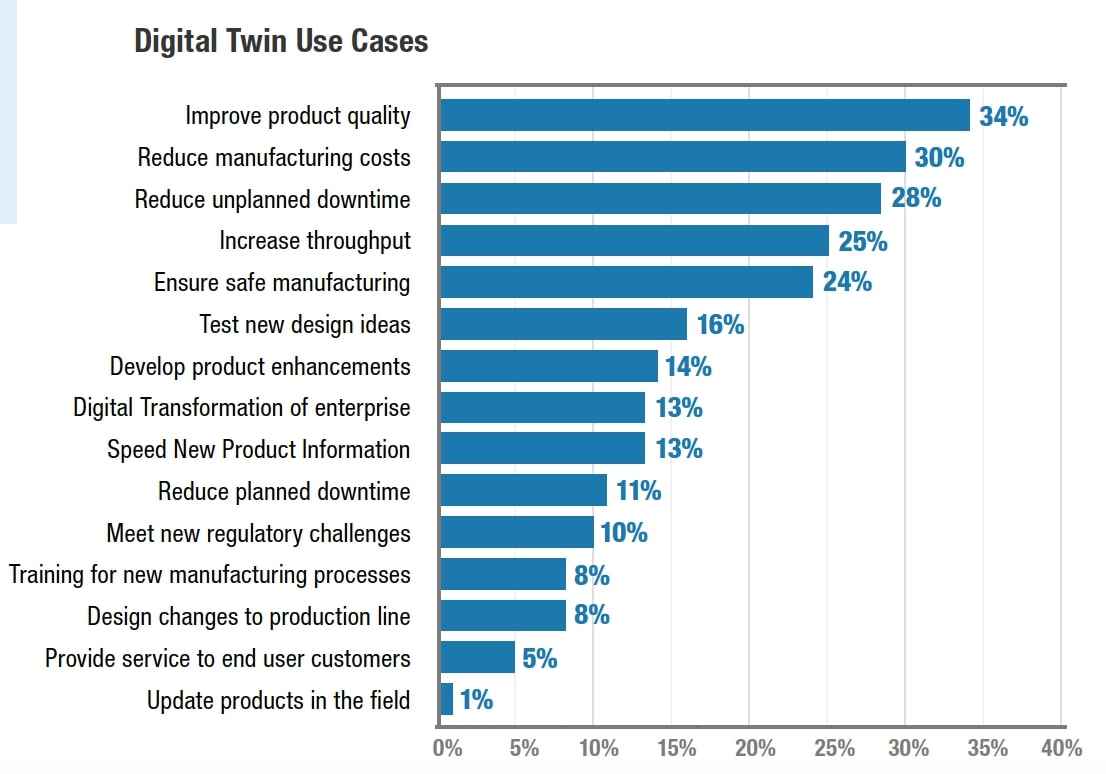 Digital Twin Use Cases
Improve product quality 34%
Reduce manufacturing costs 30%
Reduce unplanned downtime 28%
Increase throughput 25%
Ensure safe manufacturing 24%
Test new design ideas 16%
Develop product enhancements 14%
Digital Transformation of enterprise 13%
Speed New Product Information 13%
Reduce planned downtime 11%
Meet new regulatory challenges 10%
Training for new manufacturing processes 8%
Design changes to production line 8%
Provide service to end user customers 5%
Update products in the field 1%
0% 5% 10% 15% 20% 25% 30% 35% 40%